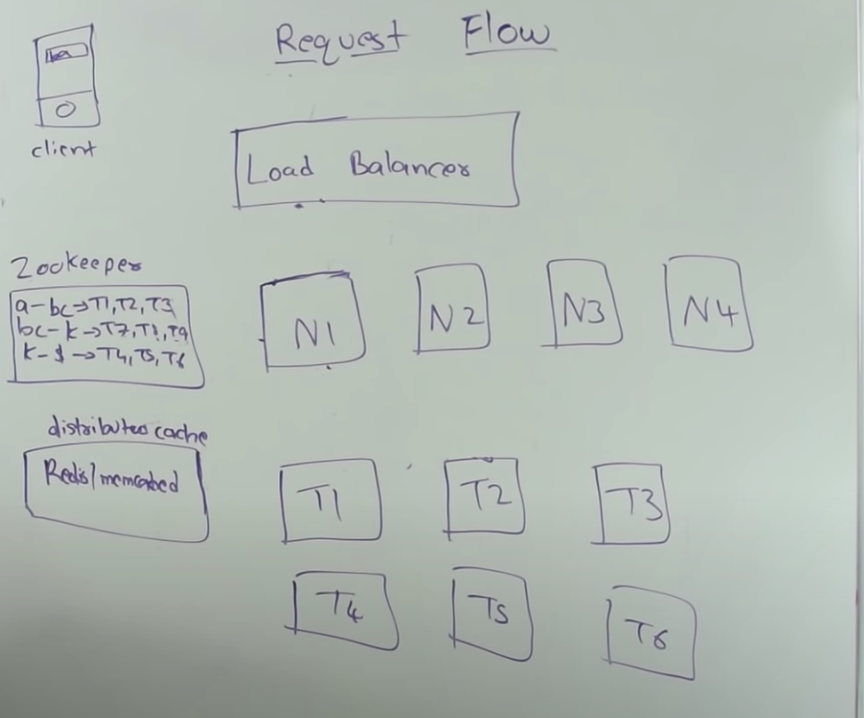 Request Flow
client
Load Balancer
Zookeeper
a-bc→T1,T2,T3
bc-k→T7,T8,T9
k-$→T4,T5,T6
N1 N2 N3 N4
distributed cache
Redis/memcached
T1 T2 T3
T4 T5 T6